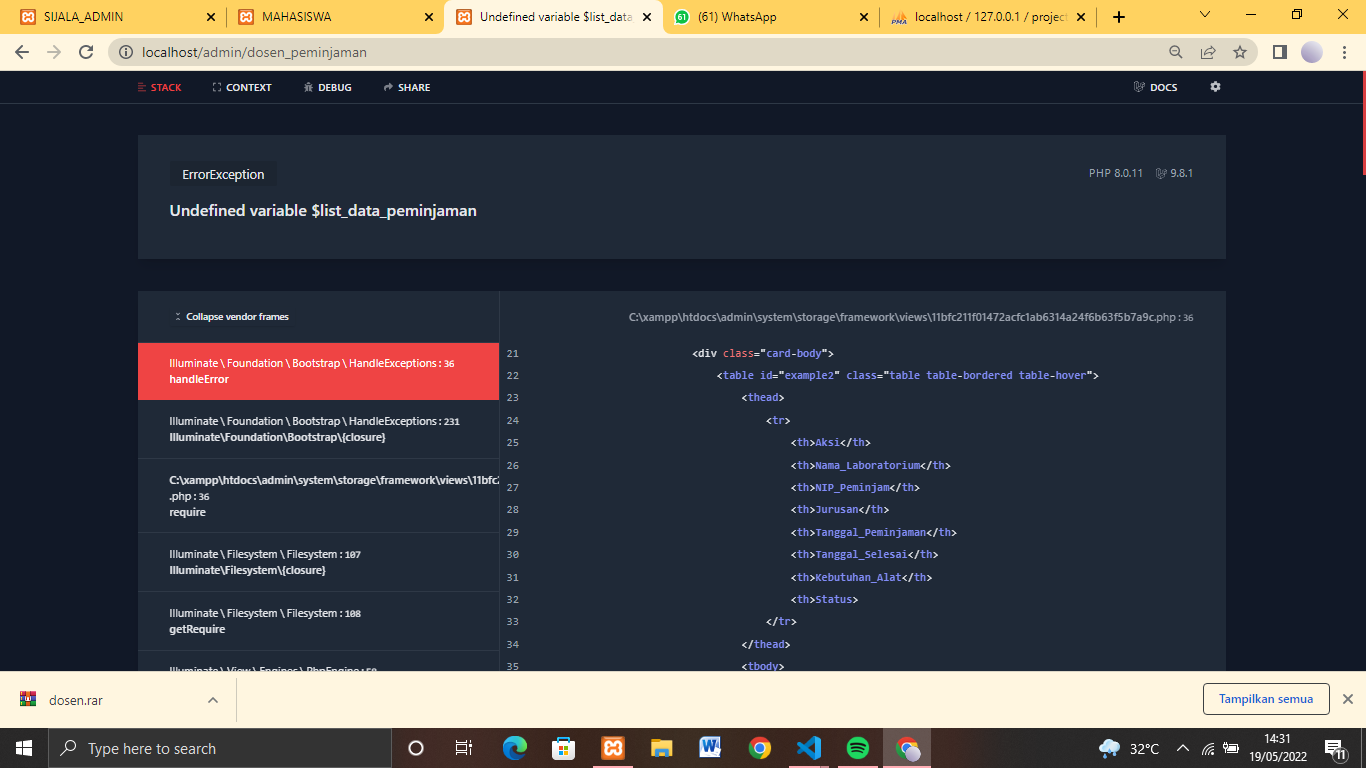 SIJALA_ADMIN
MAHASISWA
Undefined variable $list_data
(61) WhatsApp
localhost / 127.0.0.1 / project
localhost/admin/dosen_peminjaman
STACK
CONTEXT
DEBUG
SHARE
DOCS
ErrorException
PHP 8.0.11
9.8.1
Undefined variable $list_data_peminjaman
Collapse vendor frames
Illuminate \ Foundation \ Bootstrap \ HandleExceptions : 36
handleError
Illuminate \ Foundation \ Bootstrap \ HandleExceptions : 231
Illuminate\Foundation\Bootstrap\{closure}
C:\xampp\htdocs\admin\system\storage\framework\views\11bfc2
.php : 36
require
Illuminate \ Filesystem \ Filesystem : 107
Illuminate\Filesystem\{closure}
Illuminate \ Filesystem \ Filesystem : 108
getRequire
Illuminate \ View \ Engines \ PhpEngine : 58
C:\xampp\htdocs\admin\system\storage\framework\views\11bfc211f01472acfc1ab6314a24f6b63f5b7a9c.php : 36
21 <div class="card-body">
22 <table id="example2" class="table table-bordered table-hover">
23 <thead>
24 <tr>
25 <th>Aksi</th>
26 <th>Nama_Laboratorium</th>
27 <th>NIP_Peminjam</th>
28 <th>Jurusan</th>
29 <th>Tanggal_Peminjaman</th>
30 <th>Tanggal_Selesai</th>
31 <th>Kebutuhan_Alat</th>
32 <th>Status>
33 </tr>
34 </thead>
35 <tbody>
dosen.rar
Tampilkan semua
Type here to search
32°C
14:31
19/05/2022
11